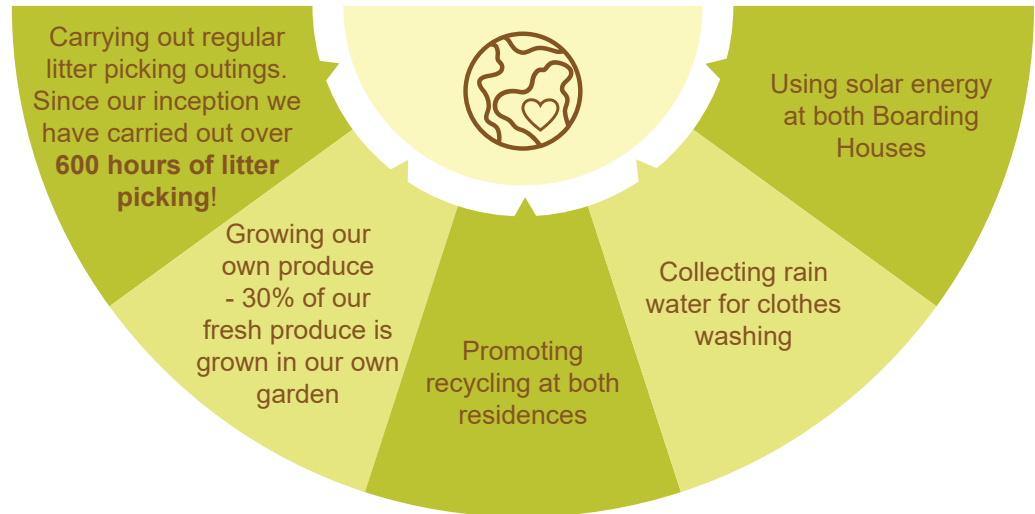 Carrying out regular
litter picking outings.
Since our inception we
have carried out over
600 hours of litter
picking!
Growing our
own produce
- 30% of our
fresh produce is
grown in our own
garden
Promoting
recycling at both
residences
Collecting rain
water for clothes
washing
Using solar energy
at both Boarding
Houses